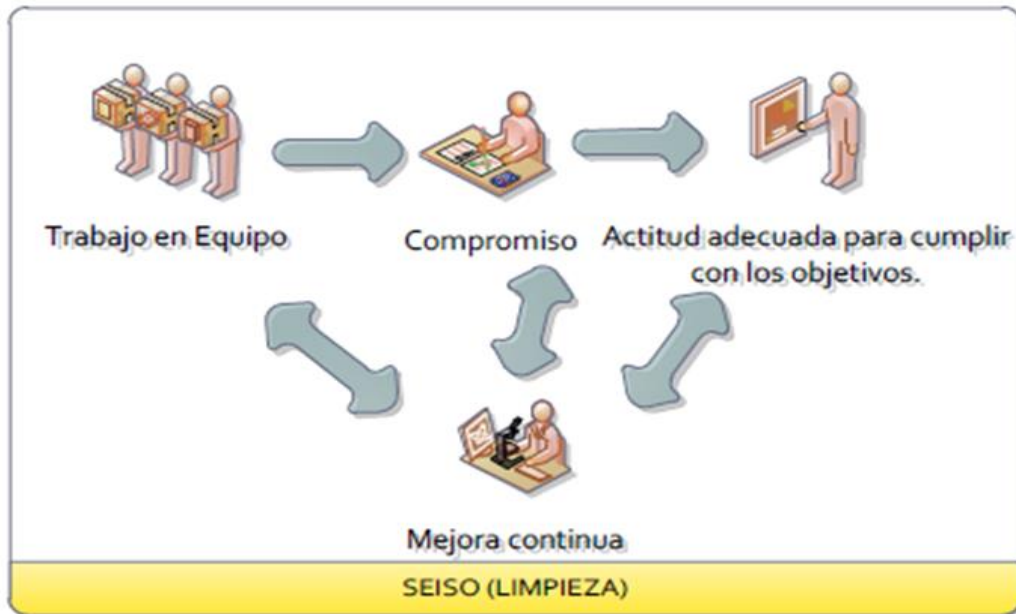 Trabajo en Equipo
Compromiso
Actitud adecuada para cumplir
con los objetivos.
Mejora continua
SEISO (LIMPIEZA)